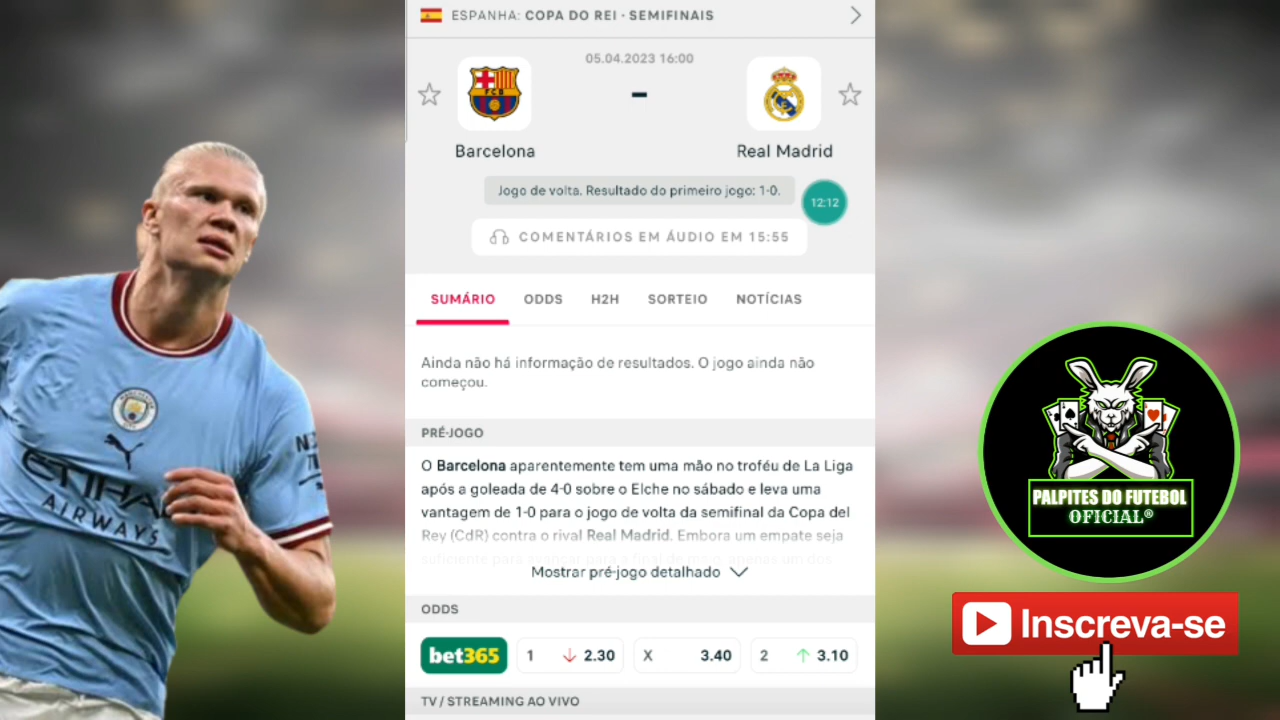 ESPANHA: COPA DO REI · SEMIFINAIS
05.04.2023 16:00
-
Barcelona
Real Madrid
Jogo de volta. Resultado do primeiro jogo: 1-0.
12:12
COMENTÁRIOS EM ÁUDIO EM 15:55
SUMÁRIO ODDS H2H SORTEIO NOTÍCIAS
Ainda não há informação de resultados. O jogo ainda não
começou.
PRÉ-JOGO
O Barcelona aparentemente tem uma mão no troféu de La Liga
após a goleada de 4-0 sobre o Elche no sábado e leva uma
vantagem de 1-0 para o jogo de volta da semifinal da Copa del
Rey (CdR) contra o rival Real Madrid. Embora um empate seja
Mostrar pré-jogo detalhado
ODDS
bet365 1 2.30 X 3.40 2 3.10
TV / STREAMING AO VIVO
ETIHAD
AIRWAYS
PALPITES DO FUTEBOL
OFICIAL®
Inscreva-se